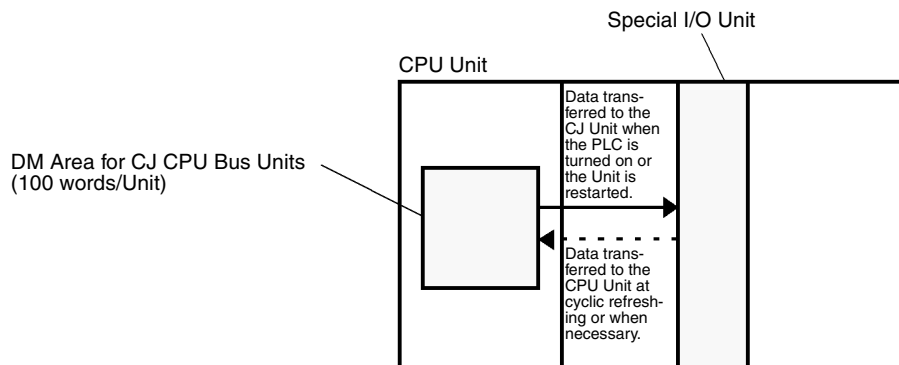 Special I/O Unit
CPU Unit
Data trans-
ferred to the
CJ Unit when
the PLC is
turned on or
the Unit is
restarted.
DM Area for CJ CPU Bus Units
(100 words/Unit)
Data trans-
ferred to the
CPU Unit at
cyclic refresh-
ing or when
necessary.